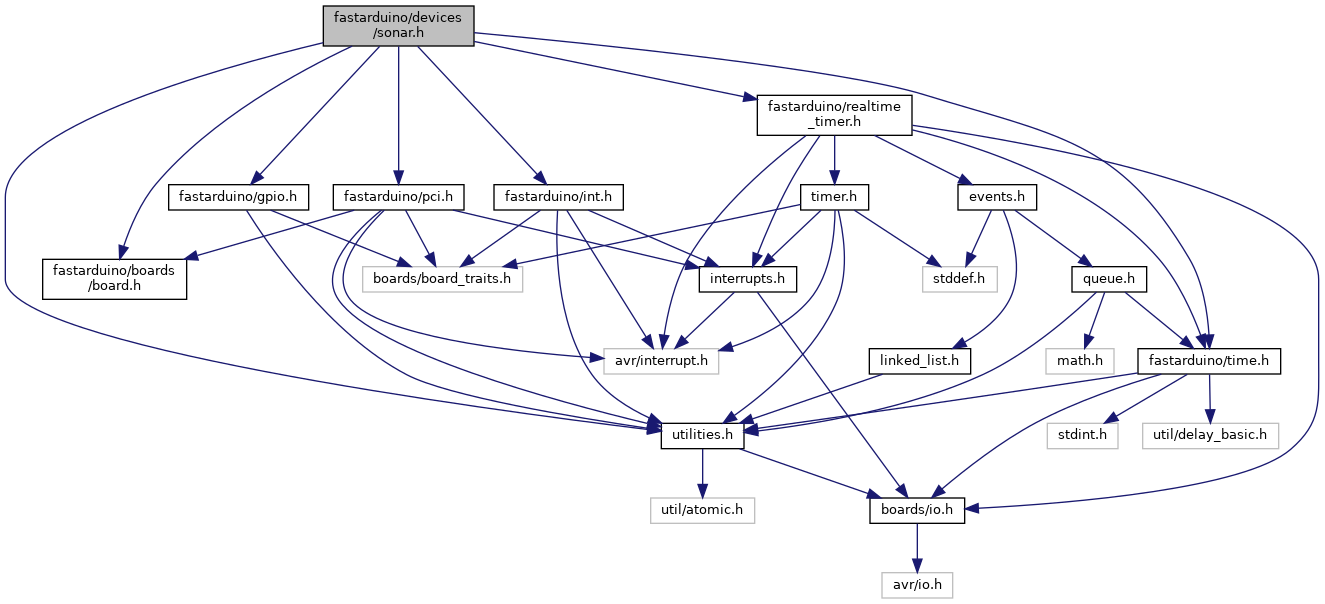 fastarduino/devices
/sonar.h
fastarduino/realtime
_timer.h
fastarduino/gpio.h
fastarduino/pci.h
fastarduino/int.h
timer.h
events.h
fastarduino/boards
/board.h
boards/board_traits.h
interrupts.h
stddef.h
queue.h
avr/interrupt.h
linked_list.h
math.h
fastarduino/time.h
utilities.h
stdint.h
util/delay_basic.h
util/atomic.h
boards/io.h
avr/io.h